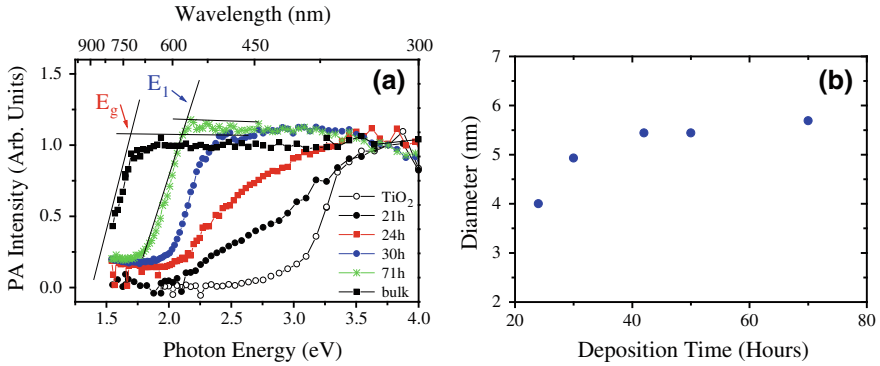 Wavelength (nm)
900 750 600 450 300
(a)
E₁
E_g
1.5
1.0
0.5
0.0
PA Intensity (Arb. Units)
TiO₂
21h
24h
30h
71h
bulk
1.5 2.0 2.5 3.0 3.5 4.0
Photon Energy (eV)
(b)
7
6
5
4
3
2
Diameter (nm)
20 40 60 80
Deposition Time (Hours)